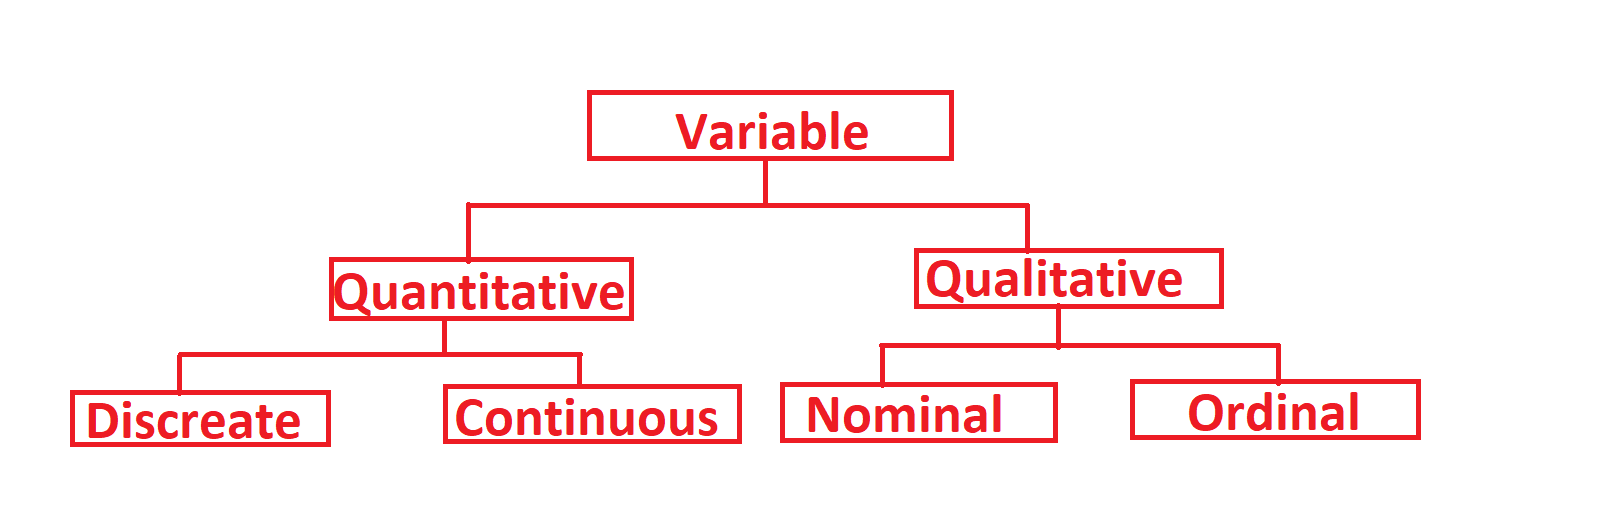 Variable
Quantitative
Qualitative
Discreate
Continuous
Nominal
Ordinal